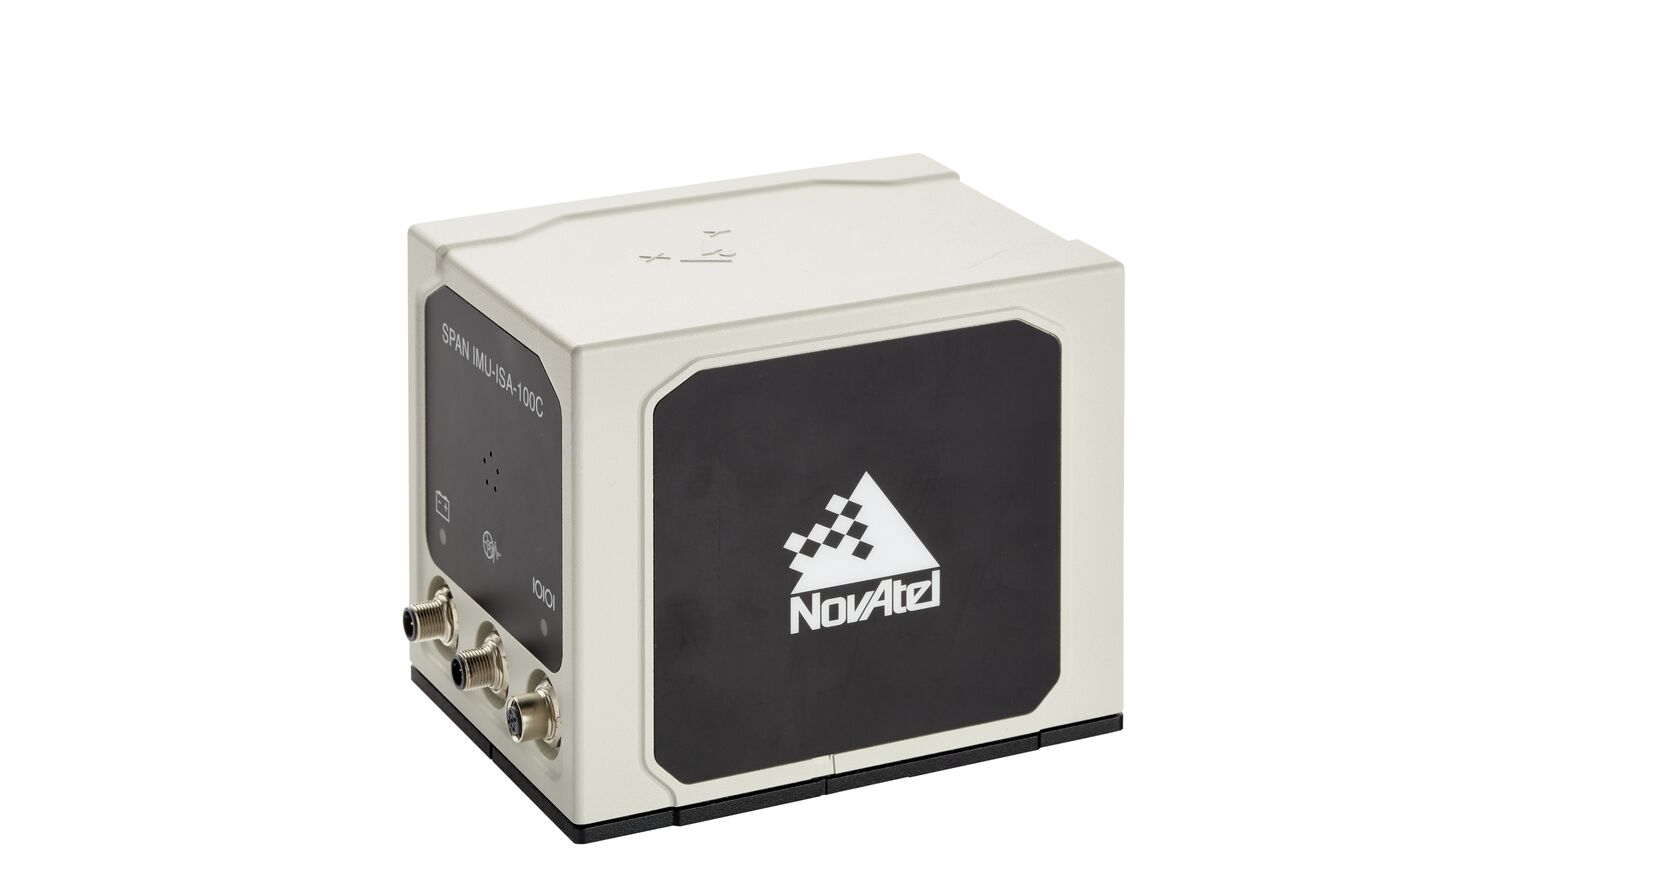 Y
X
SPAN IMU-ISA-100C
IOIOI
NovAtel